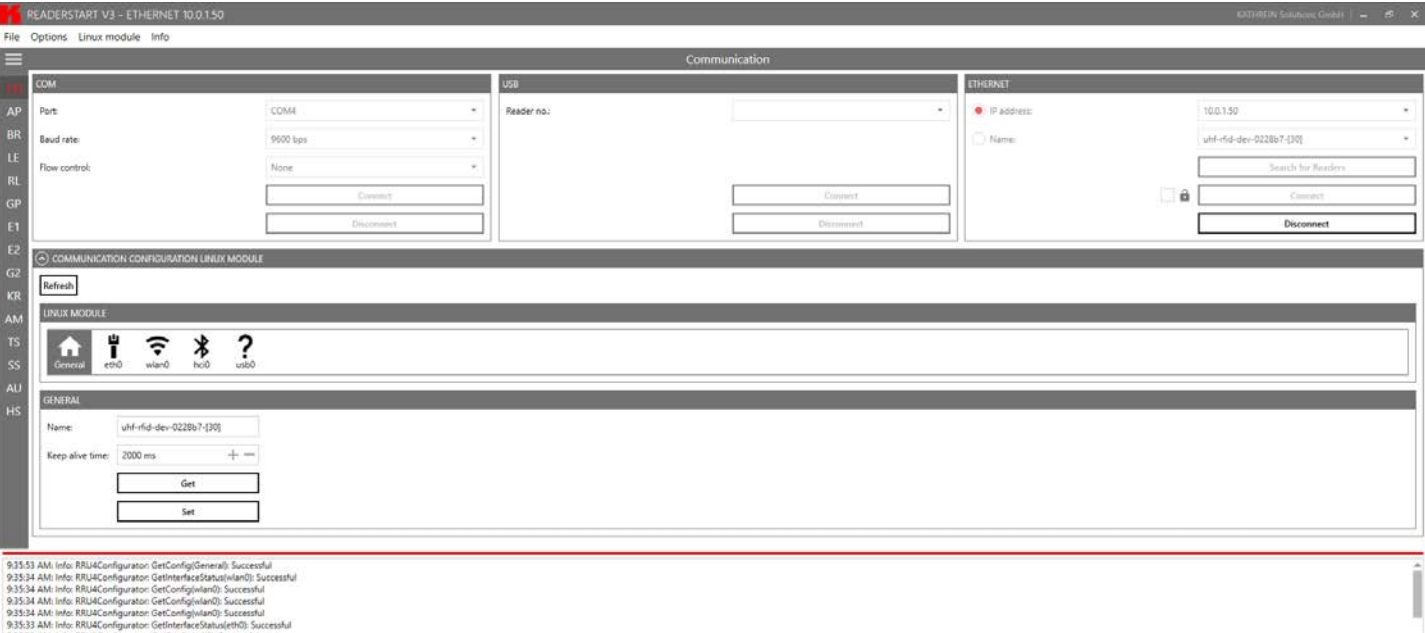 READERSTART V3 - ETHERNET 10.0.1.50
KATHREIN Solutions GmbH
File Options Linux module Info
Communication
AP
BR
LE
RL
GP
E1
E2
G2
KR
AM
TS
SS
AU
HS
COM
Port: COM4
Baud rate: 9600 bps
Flow control: None
Connect
Disconnect
USB
Reader no.:
Connect
Disconnect
ETHERNET
IP address: 10.0.1.50
Name: uhf-rfid-dev-0228b7-[30]
Search for Readers
Connect
Disconnect
COMMUNICATION CONFIGURATION LINUX MODULE
Refresh
LINUX MODULE
General eth0 wlan0 hci0 usb0
GENERAL
Name: uhf-rfid-dev-0228b7-[30]
Keep alive time: 2000 ms
Get
Set
9:35:53 AM: Info: RRU4Configurator: GetConfig(General): Successful
9:35:34 AM: Info: RRU4Configurator: GetInterfaceStatus(wlan0): Successful
9:35:34 AM: Info: RRU4Configurator: GetConfig(wlan0): Successful
9:35:34 AM: Info: RRU4Configurator: GetConfig(wlan0): Successful
9:35:34 AM: Info: RRU4Configurator: GetConfig(wlan0): Successful
9:35:33 AM: Info: RRU4Configurator: GetInterfaceStatus(eth0): Successful